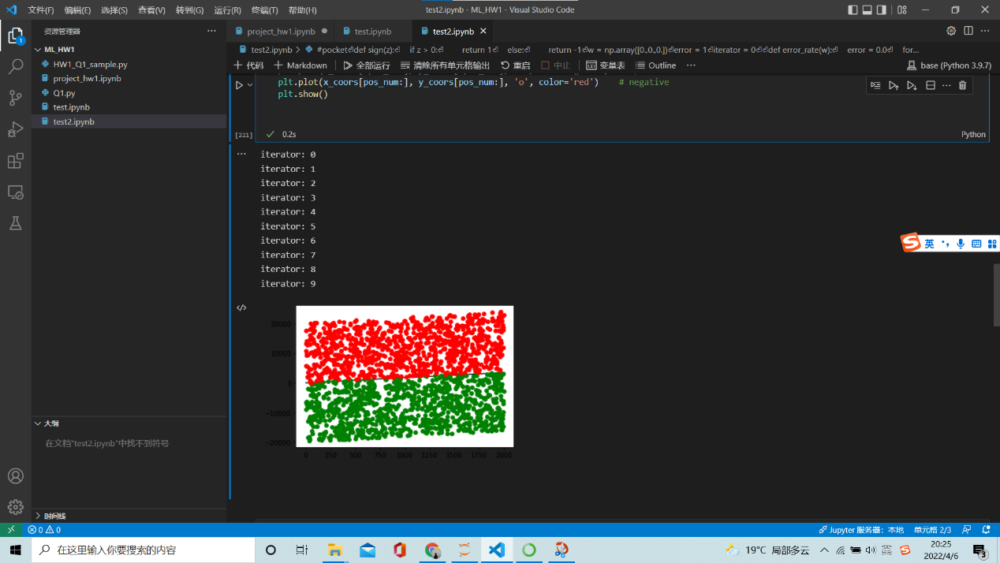 文件(F) 编辑(E) 选择(S) 查看(V) 转到(G) 运行(R) 终端(T) 帮助(H)
test2.ipynb - ML_HW1 - Visual Studio Code
资源管理器
project_hw1.ipynb
test.ipynb
test2.ipynb
ML_HW1
test2.ipynb > #pocket⏎def sign(z):⏎ if z > 0:⏎ return 1⏎ else:⏎ return -1⏎w = np.array([0.,0.,0.])⏎error = 1⏎iterator = 0⏎⏎def error_rate(w):⏎ error = 0.0⏎ for...
HW1_Q1_sample.py
project_hw1.ipynb
Q1.py
test.ipynb
test2.ipynb
代码 Markdown 全部运行 清除所有单元格输出 重启 中止 变量表 Outline
base (Python 3.9.7)
plt.plot(x_coors[pos_num:], y_coors[pos_num:], 'o', color='red') # negative
plt.show()
[221] 0.2s
Python
iterator: 0
iterator: 1
iterator: 2
iterator: 3
iterator: 4
iterator: 5
iterator: 6
iterator: 7
iterator: 8
iterator: 9
英
20000
10000
0
−10000
−20000
0 250 500 750 1000 1250 1500 1750 2000
大纲
在文档"test2.ipynb"中找不到符号
时间线
0 0
Jupyter 服务器: 本地 单元格 2/3
在这里输入你要搜索的内容
19°C 局部多云
英
20:25
2022/4/6
3
1